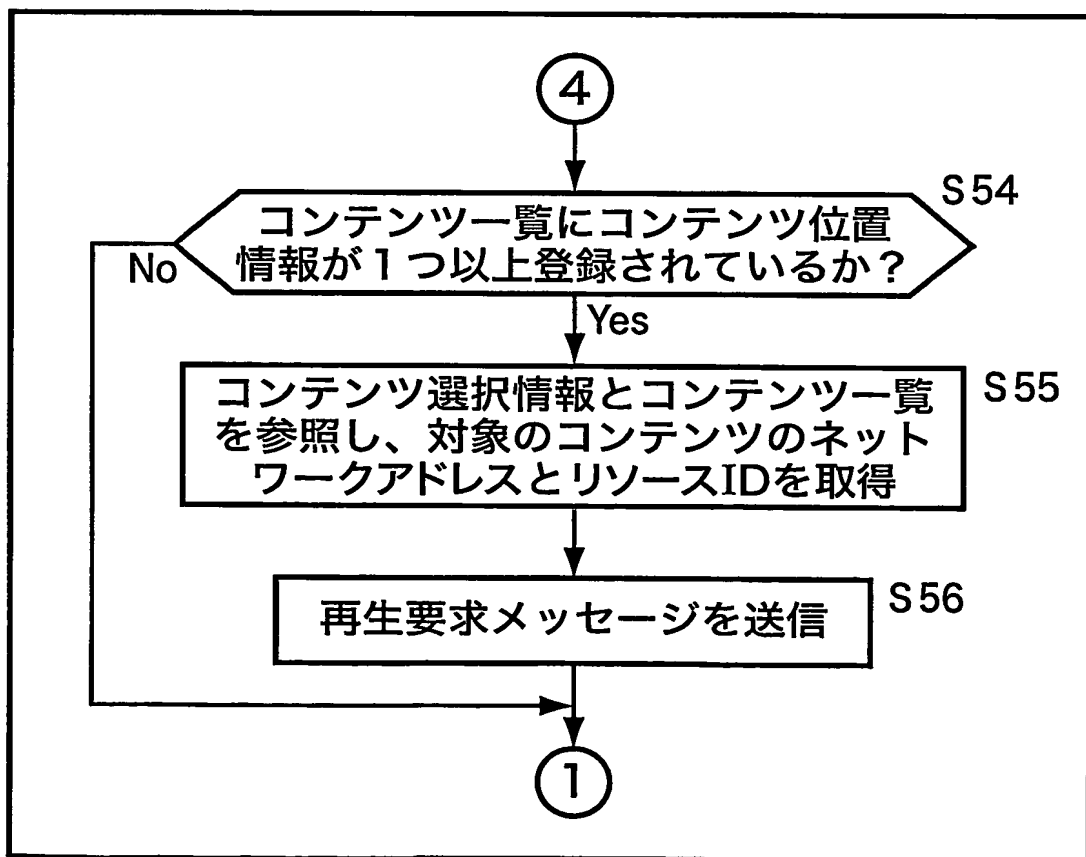 4
S54
コンテンツ一覧にコンテンツ位置
情報が1つ以上登録されているか？
No
Yes
S55
コンテンツ選択情報とコンテンツ一覧
を参照し、対象のコンテンツのネット
ワークアドレスとリソースIDを取得
S56
再生要求メッセージを送信
1